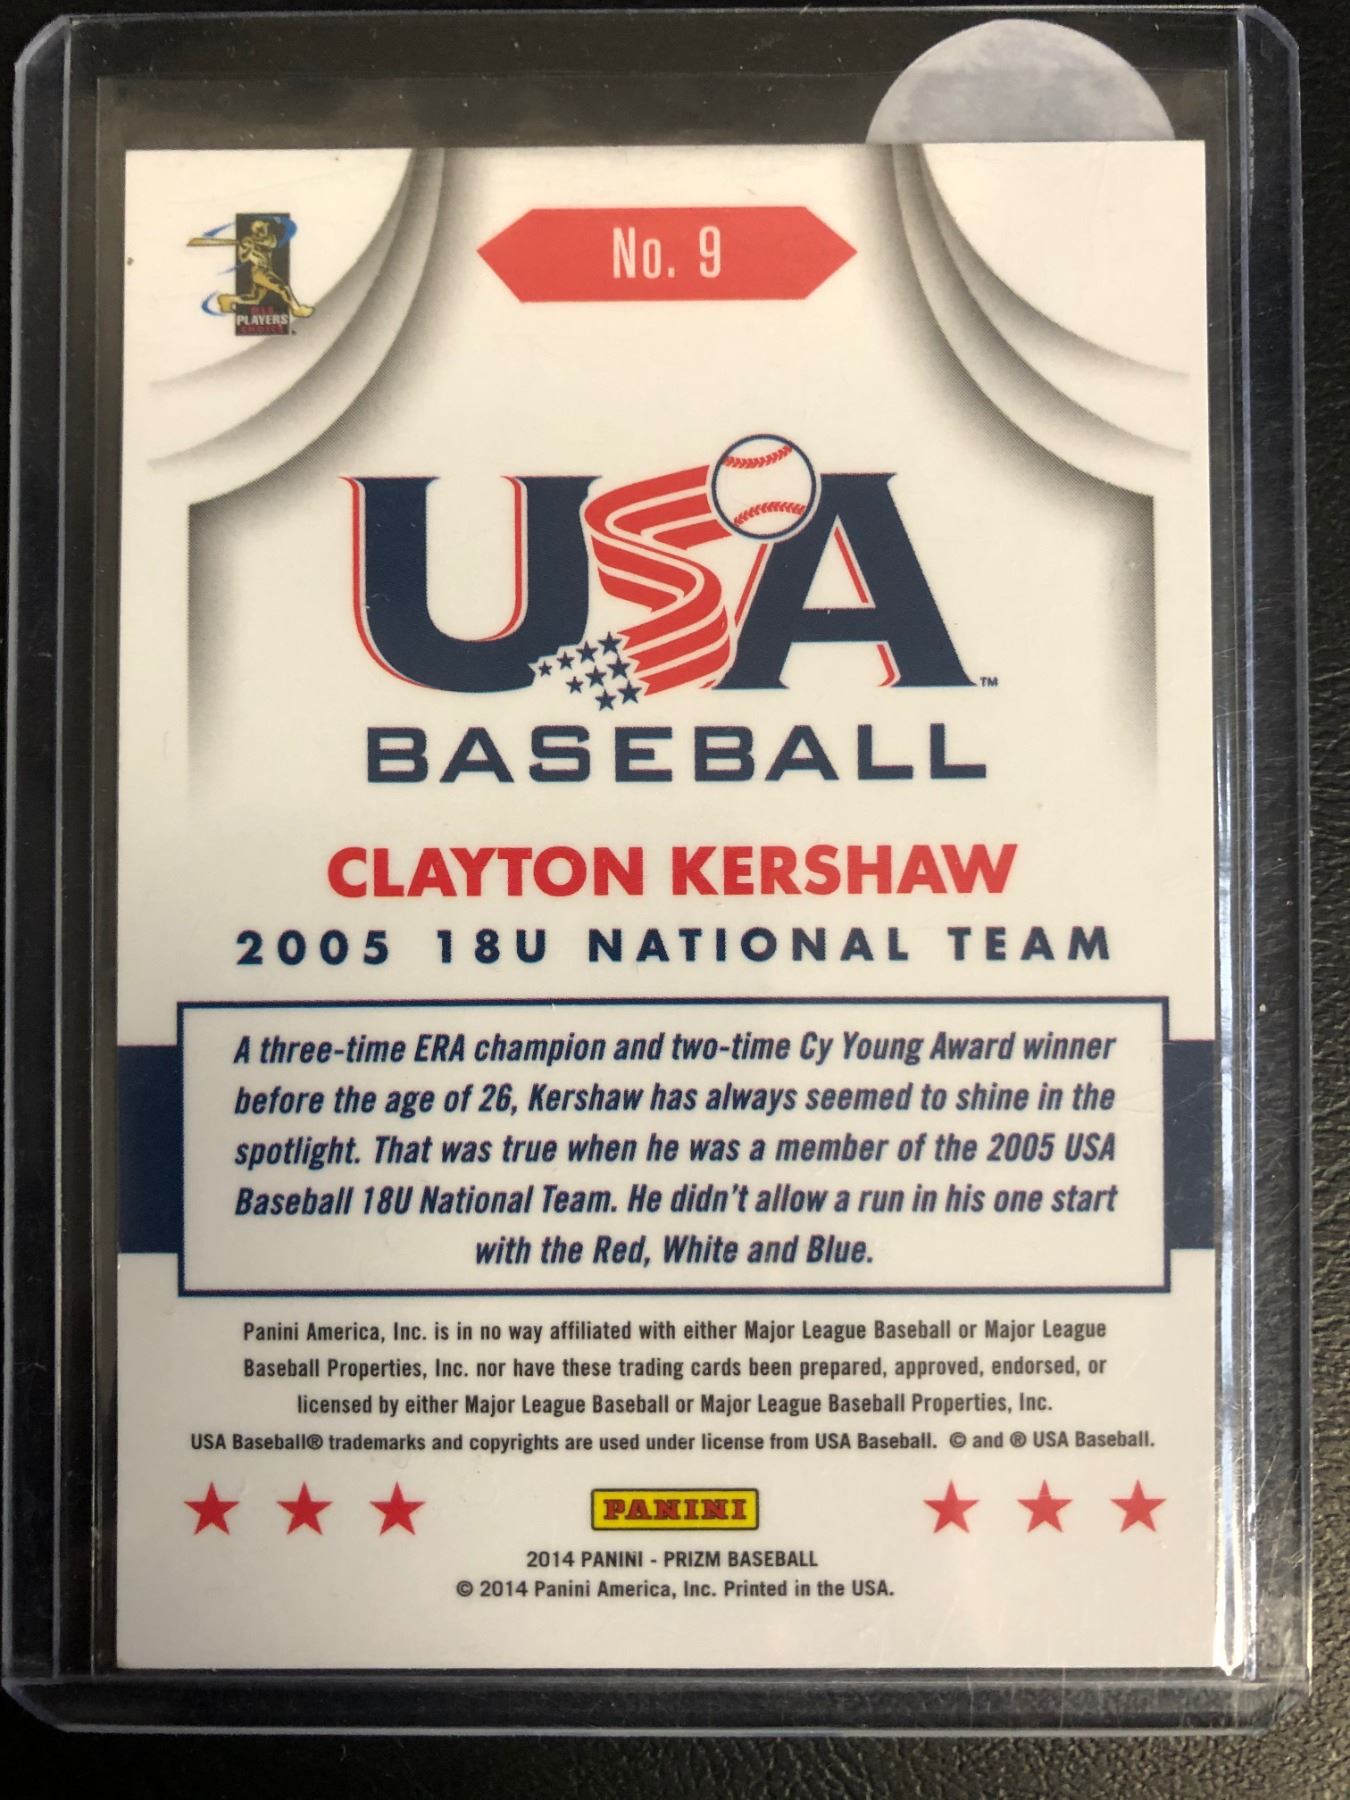 No. 9
MLB
PLAYERS
CHOICE
USA
™
BASEBALL
CLAYTON KERSHAW
2005 18U NATIONAL TEAM
A three-time ERA champion and two-time Cy Young Award winner
before the age of 26, Kershaw has always seemed to shine in the
spotlight. That was true when he was a member of the 2005 USA
Baseball 18U National Team. He didn't allow a run in his one start
with the Red, White and Blue.
Panini America, Inc. is in no way affiliated with either Major League Baseball or Major League
Baseball Properties, Inc. nor have these trading cards been prepared, approved, endorsed, or
licensed by either Major League Baseball or Major League Baseball Properties, Inc.
USA Baseball® trademarks and copyrights are used under license from USA Baseball. © and ® USA Baseball.
PANINI
2014 PANINI - PRIZM BASEBALL
© 2014 Panini America, Inc. Printed in the USA.